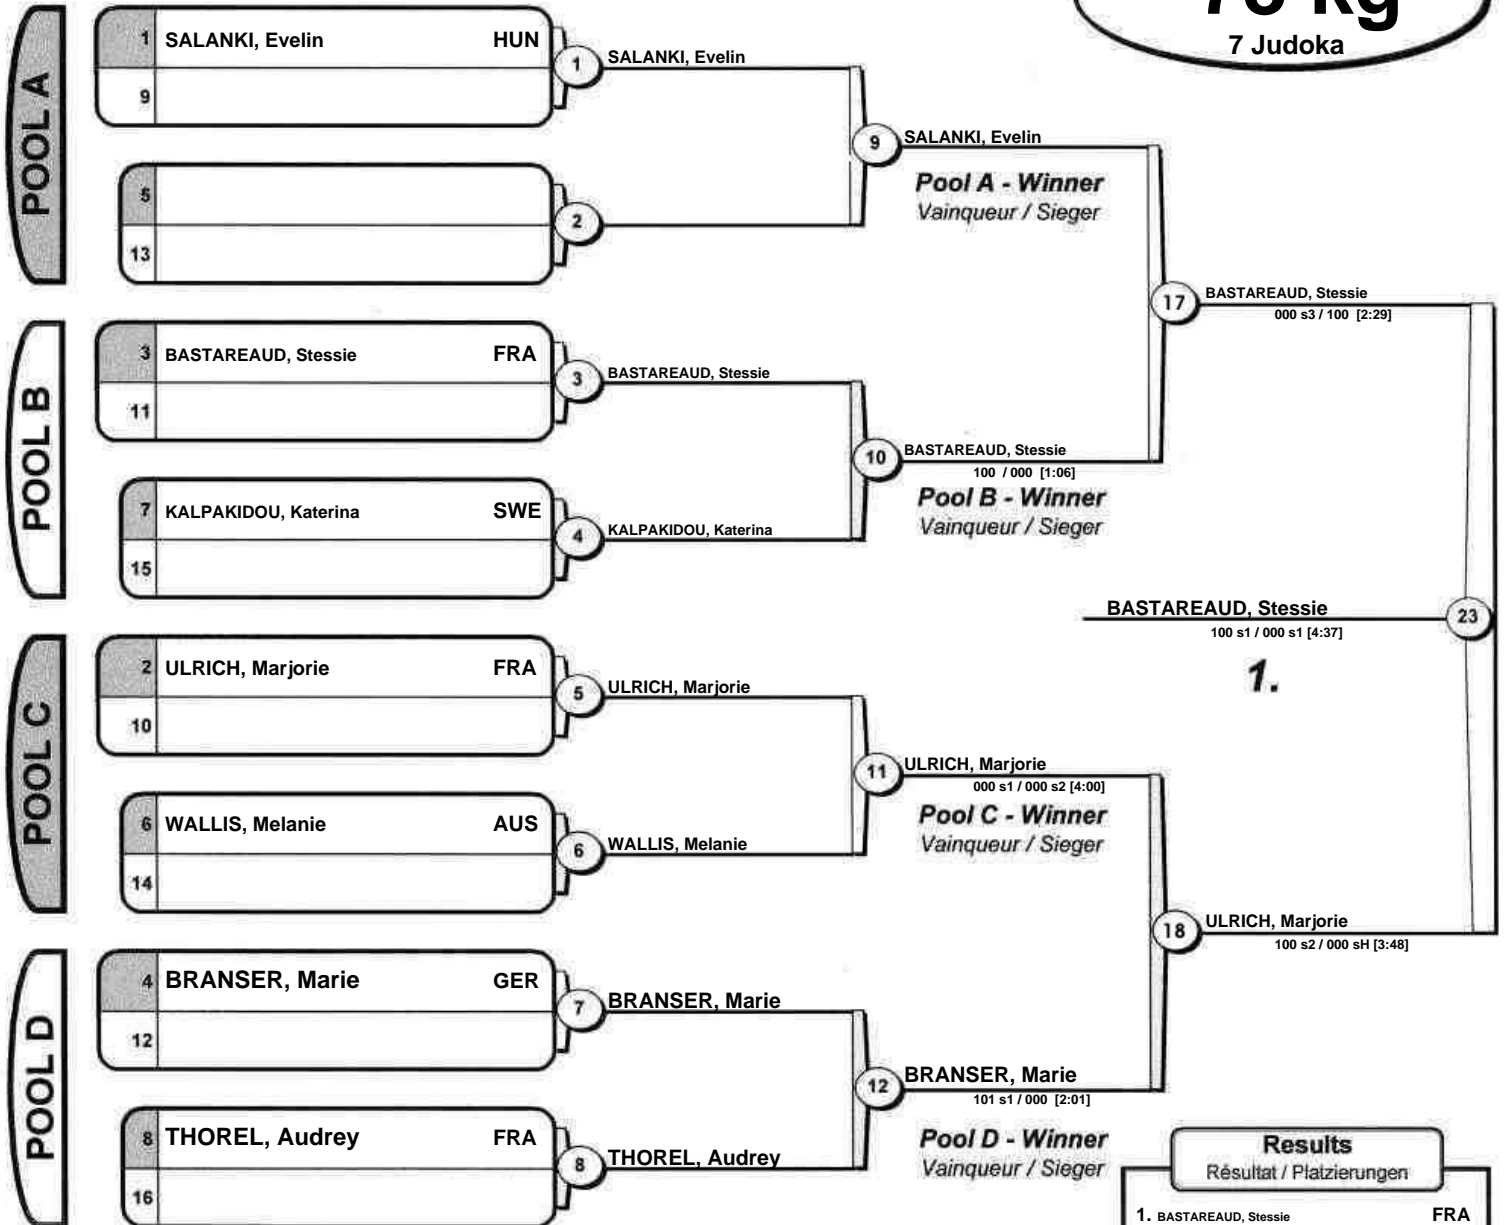 78 kg
7 Judoka
POOL A
1 SALANKI, Evelin HUN
9
1 SALANKI, Evelin
5
13
2
9 SALANKI, Evelin
Pool A - Winner
Vainqueur / Sieger
17 BASTAREAUD, Stessie
000 s3 / 100 [2:29]
POOL B
3 BASTAREAUD, Stessie FRA
11
3 BASTAREAUD, Stessie
7 KALPAKIDOU, Katerina SWE
15
4 KALPAKIDOU, Katerina
10 BASTAREAUD, Stessie
100 / 000 [1:06]
Pool B - Winner
Vainqueur / Sieger
BASTAREAUD, Stessie 23
100 s1 / 000 s1 [4:37]
1.
POOL C
2 ULRICH, Marjorie FRA
10
5 ULRICH, Marjorie
6 WALLIS, Melanie AUS
14
6 WALLIS, Melanie
11 ULRICH, Marjorie
000 s1 / 000 s2 [4:00]
Pool C - Winner
Vainqueur / Sieger
18 ULRICH, Marjorie
100 s2 / 000 sH [3:48]
POOL D
4 BRANSER, Marie GER
12
7 BRANSER, Marie
8 THOREL, Audrey FRA
16
8 THOREL, Audrey
12 BRANSER, Marie
101 s1 / 000 [2:01]
Pool D - Winner
Vainqueur / Sieger
Results
Résultat / Platzierungen
1. BASTAREAUD, Stessie FRA